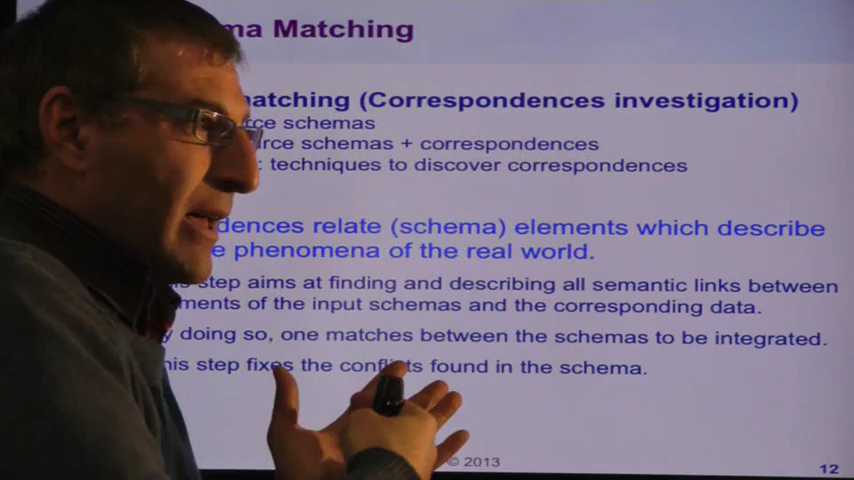 ma Matching
matching (Correspondences investigation)
rce schemas
rce schemas + correspondences
: techniques to discover correspondences
dences relate (schema) elements which describe
e phenomena of the real world.
is step aims at finding and describing all semantic links between
ments of the input schemas and the corresponding data.
y doing so, one matches between the schemas to be integrated.
his step fixes the conflicts found in the schema.
© 2013
12